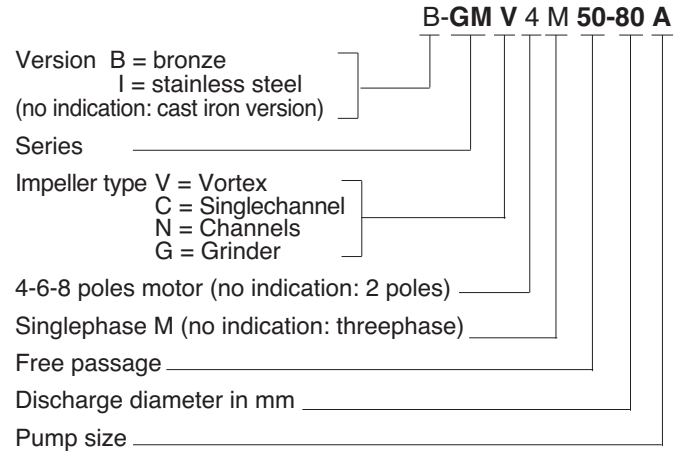 B-GM V 4 M 50-80 A
Version B = bronze
I = stainless steel
(no indication: cast iron version)
Series
Impeller type V = Vortex
C = Singlechannel
N = Channels
G = Grinder
4-6-8 poles motor (no indication: 2 poles)
Singlephase M (no indication: threephase)
Free passage
Discharge diameter in mm
Pump size